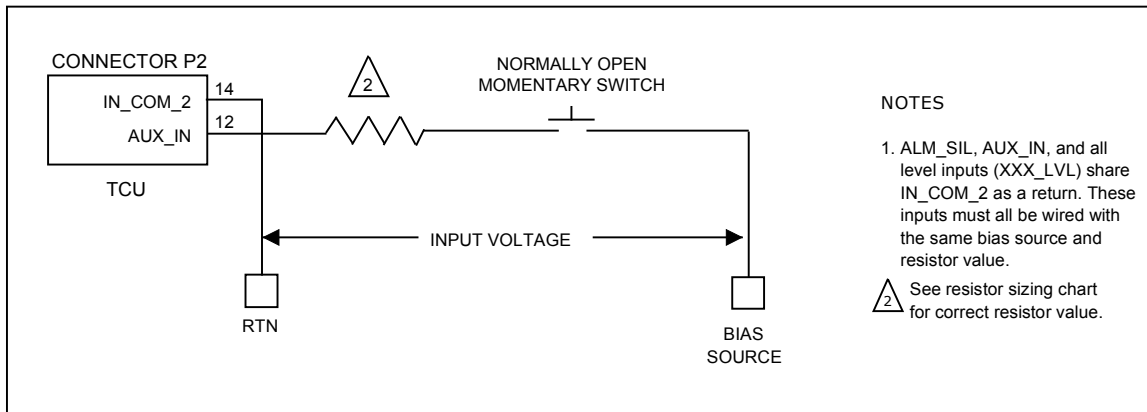 CONNECTOR P2
IN_COM_2
14
AUX_IN
12
TCU
2
NORMALLY OPEN
MOMENTARY SWITCH
INPUT VOLTAGE
RTN
BIAS
SOURCE
NOTES
1. ALM_SIL, AUX_IN, and all
level inputs (XXX_LVL) share
IN_COM_2 as a return. These
inputs must all be wired with
the same bias source and
resistor value.
2 See resistor sizing chart
for correct resistor value.